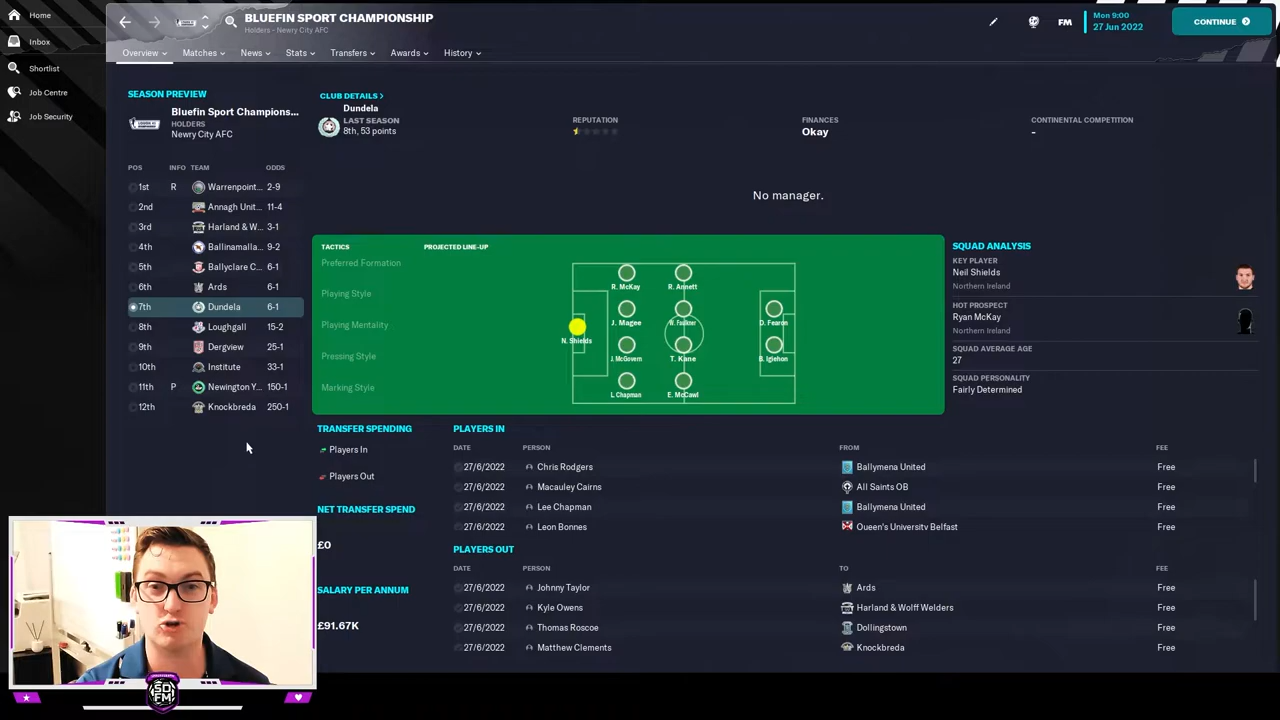 Home
Inbox
Shortlist
Job Centre
Job Security
BLUEFIN SPORT CHAMPIONSHIP
Holders - Newry City AFC
FM
Mon 9:00
27 Jun 2022
CONTINUE
Overview
Matches
News
Stats
Transfers
Awards
History
SEASON PREVIEW
Bluefin Sport Champions...
HOLDERS
Newry City AFC
POS INFO TEAM ODDS
1st R Warrenpoint... 2-9
2nd Annagh Unit... 11-4
3rd Harland & W... 3-1
4th Ballinamalla... 9-2
5th Ballyclare C... 6-1
6th Ards 6-1
7th Dundela 6-1
8th Loughgall 15-2
9th Dergview 25-1
10th Institute 33-1
11th P Newington Y... 150-1
12th Knockbreda 250-1
CLUB DETAILS >
Dundela
LAST SEASON
8th, 53 points
REPUTATION
FINANCES
Okay
CONTINENTAL COMPETITION
-
No manager.
TACTICS
Preferred Formation
Playing Style
Playing Mentality
Pressing Style
Marking Style
PROJECTED LINE-UP
R. McKay R. Annett
J. Magee W. Faulkner D. Fearon
N. Shields
J. McGovern T. Kane B. Iglehon
L Chapman E. McCawl
SQUAD ANALYSIS
KEY PLAYER
Neil Shields
Northern Ireland
HOT PROSPECT
Ryan McKay
Northern Ireland
SQUAD AVERAGE AGE
27
SQUAD PERSONALITY
Fairly Determined
TRANSFER SPENDING
Players In
Players Out
NET TRANSFER SPEND
£0
SALARY PER ANNUM
£91.67K
PLAYERS IN
DATE PERSON FROM FEE
27/6/2022 Chris Rodgers Ballymena United Free
27/6/2022 Macauley Cairns All Saints OB Free
27/6/2022 Lee Chapman Ballymena United Free
27/6/2022 Leon Bonnes Queen's University Belfast Free
PLAYERS OUT
DATE PERSON TO FEE
27/6/2022 Johnny Taylor Ards Free
27/6/2022 Kyle Owens Harland & Wolff Welders Free
27/6/2022 Thomas Roscoe Dollingstown Free
27/6/2022 Matthew Clements Knockbreda Free
SDFM